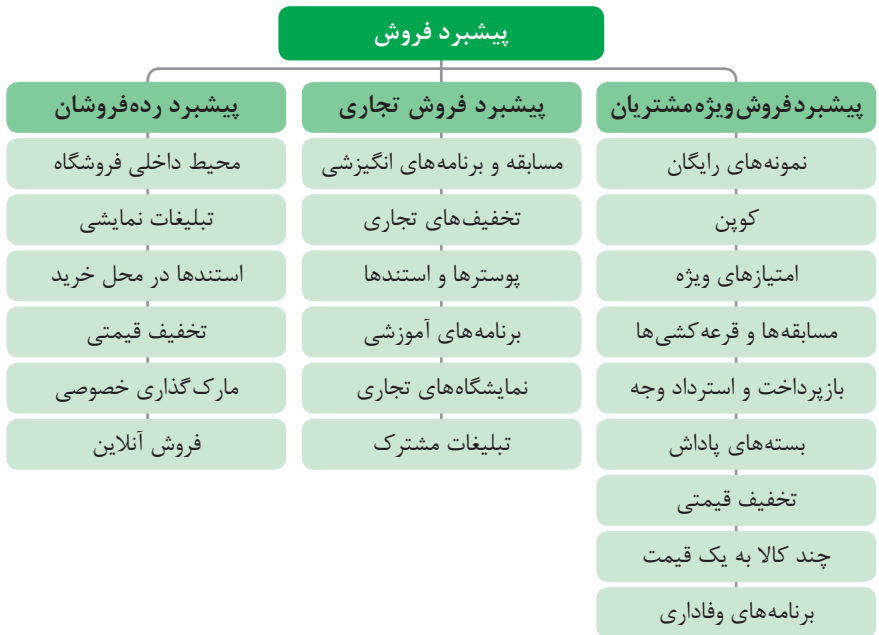 پیشبرد فروش
پیشبرد فروش ویژه مشتریان
نمونه‌های رایگان
کوپن
امتیازهای ویژه
مسابقه‌ها و قرعه‌کشی‌ها
بازپرداخت و استرداد وجه
بسته‌های پاداش
تخفیف قیمتی
چند کالا به یک قیمت
برنامه‌های وفاداری
پیشبرد فروش تجاری
مسابقه و برنامه‌های انگیزشی
تخفیف‌های تجاری
پوسترها و استندها
برنامه‌های آموزشی
نمایشگاه‌های تجاری
تبلیغات مشترک
پیشبرد رده‌فروشان
محیط داخلی فروشگاه
تبلیغات نمایشی
استندها در محل خرید
تخفیف قیمتی
مارک‌گذاری خصوصی
فروش آنلاین